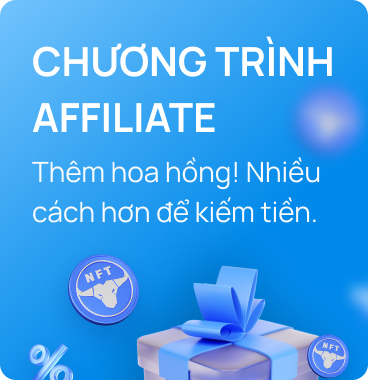 CHƯƠNG TRÌNH
AFFILIATE
Thêm hoa hồng! Nhiều
cách hơn để kiếm tiền.
NFT
NFT
%